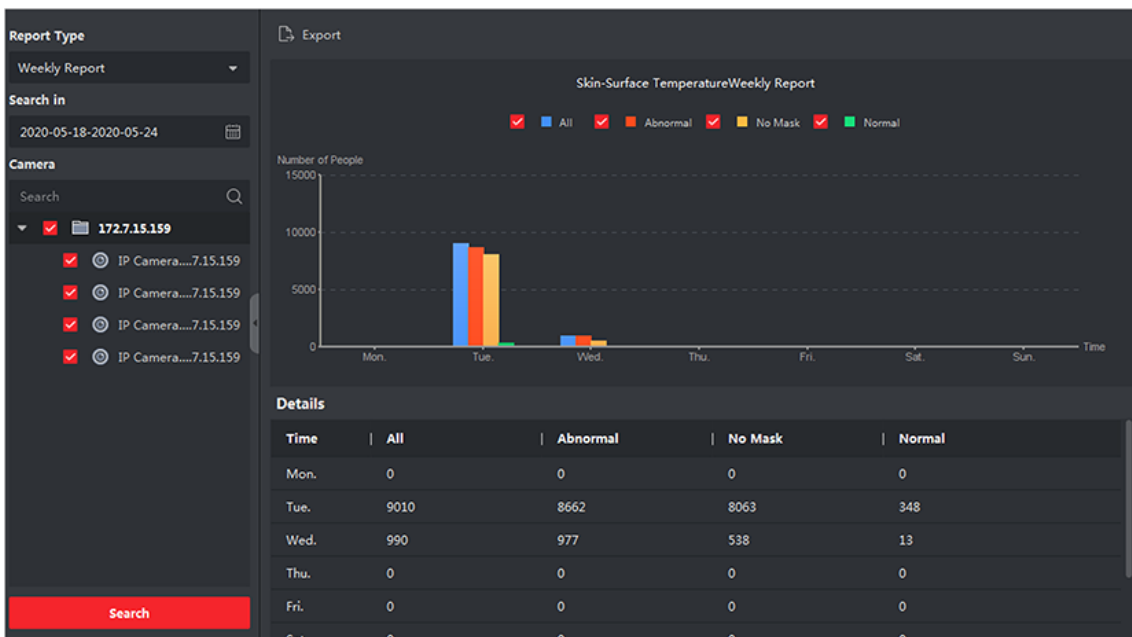 Report Type
Weekly Report
Search in
2020-05-18-2020-05-24
Camera
Search
172.7.15.159
IP Camera....7.15.159
IP Camera....7.15.159
IP Camera....7.15.159
IP Camera....7.15.159
Search
Export
Skin-Surface TemperatureWeekly Report
All Abnormal No Mask Normal
Number of People
15000
10000
5000
0
Mon. Tue. Wed. Thu. Fri. Sat. Sun. Time
Details
Time | All | Abnormal | No Mask | Normal
Mon. 0 0 0 0
Tue. 9010 8662 8063 348
Wed. 990 977 538 13
Thu. 0 0 0 0
Fri. 0 0 0 0